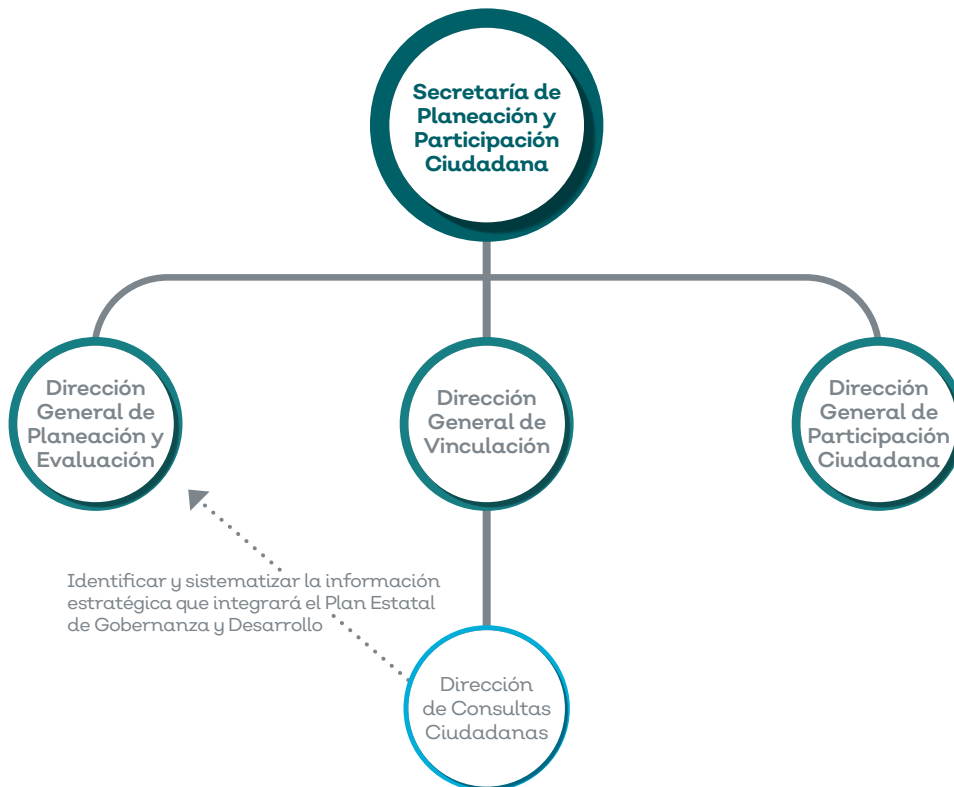 Secretaría de
Planeación y
Participación
Ciudadana
Dirección
General de
Planeación y
Evaluación
Dirección
General de
Vinculación
Dirección
General de
Participación
Ciudadana
Identificar y sistematizar la información
estratégica que integrará el Plan Estatal
de Gobernanza y Desarrollo
Dirección
de Consultas
Ciudadanas